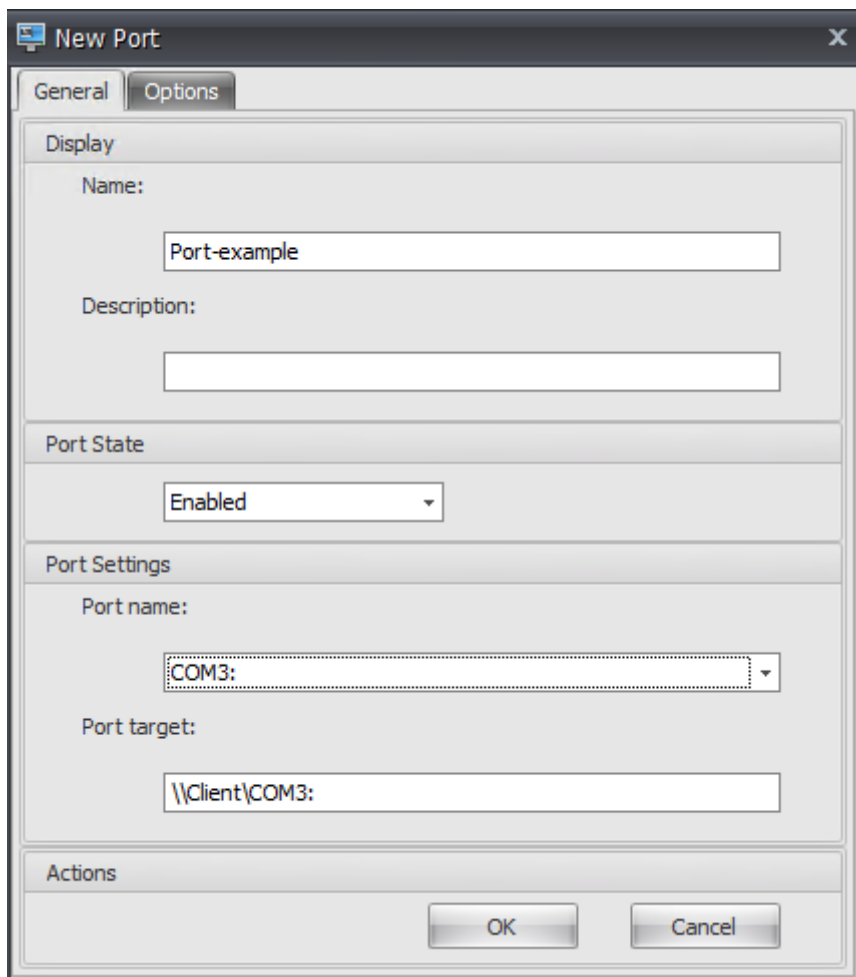 New Port
X
General Options
Display
Name:
Port-example
Description:
Port State
Enabled
Port Settings
Port name:
COM3:
Port target:
\\Client\COM3:
Actions
OK Cancel